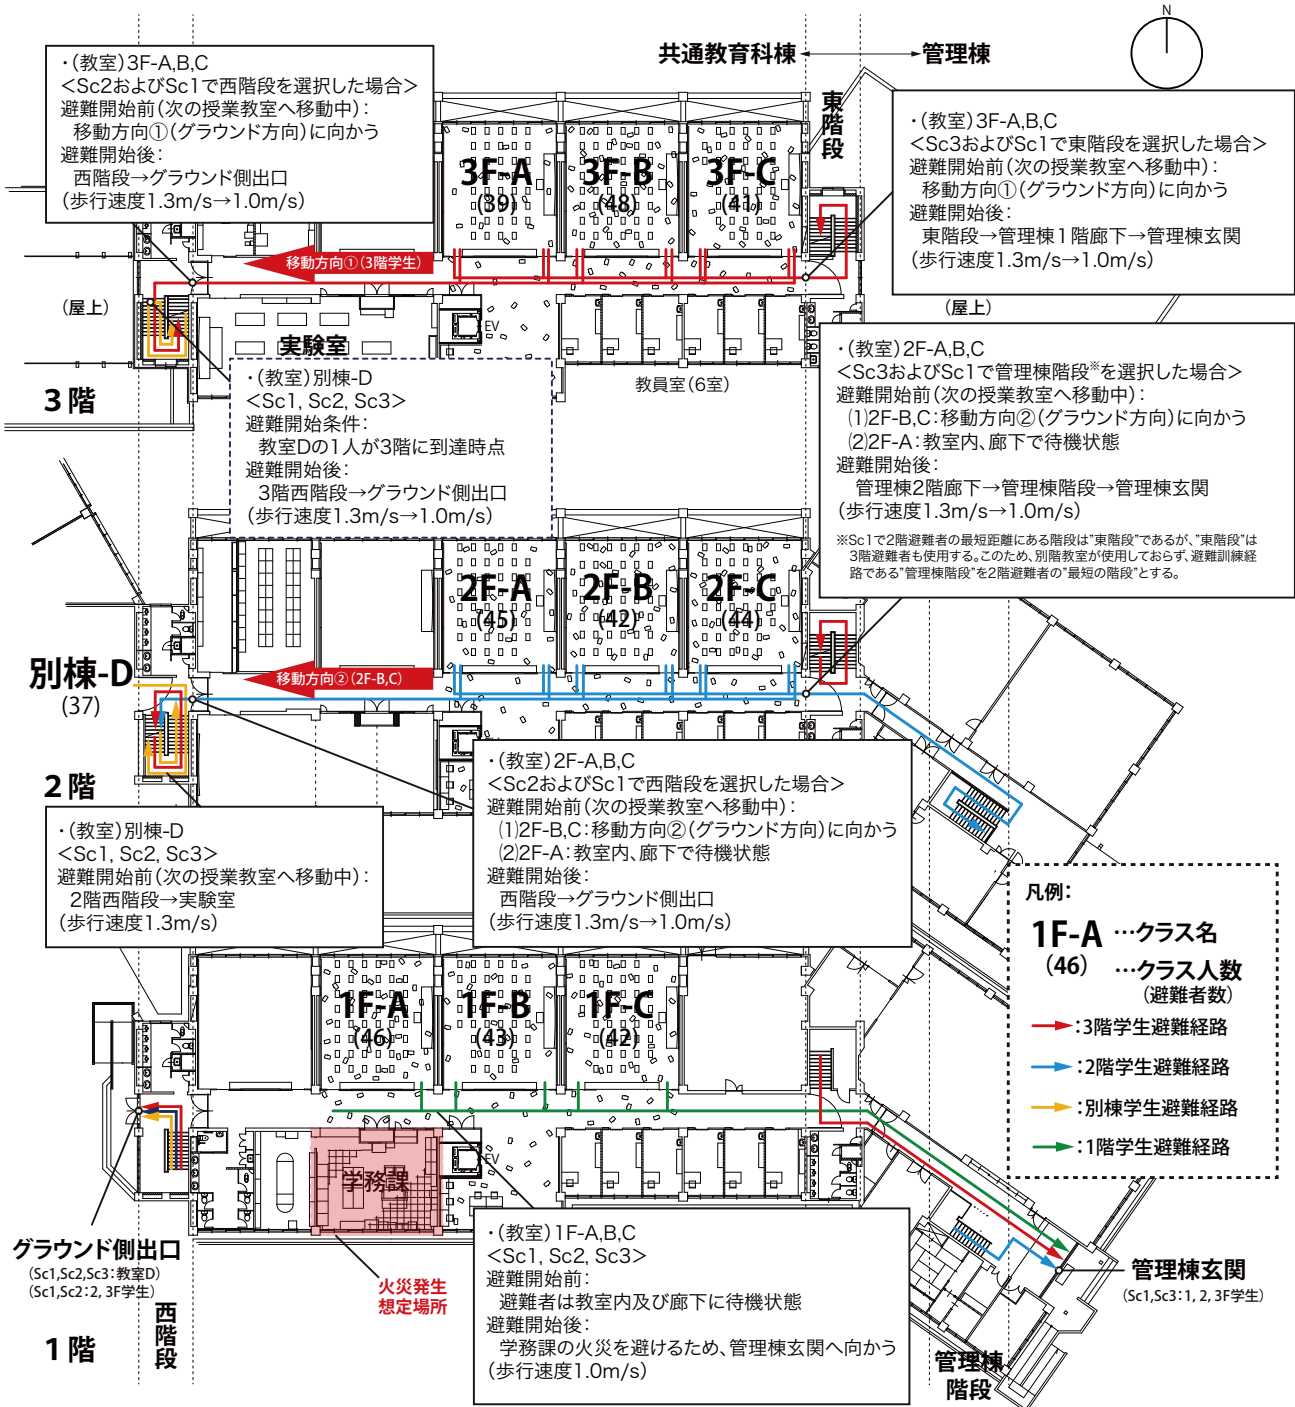 N
共通教育科棟
管理棟
・(教室)3F-A,B,C
<Sc2およびSc1で西階段を選択した場合>
避難開始前(次の授業教室へ移動中):
移動方向①(グラウンド方向)に向かう
避難開始後:
西階段→グラウンド側出口
(歩行速度1.3m/s→1.0m/s)
東階段
・(教室)3F-A,B,C
<Sc3およびSc1で東階段を選択した場合>
避難開始前(次の授業教室へ移動中):
移動方向①(グラウンド方向)に向かう
避難開始後:
東階段→管理棟1階廊下→管理棟玄関
(歩行速度1.3m/s→1.0m/s)
3F-A
(39)
3F-B
(48)
3F-C
(41)
移動方向①(3階学生)
(屋上)
(屋上)
EV
実験室
教員室(6室)
3階
・(教室)別棟-D
<Sc1, Sc2, Sc3>
避難開始条件:
教室Dの1人が3階に到達時点
避難開始後:
3階西階段→グラウンド側出口
(歩行速度1.3m/s→1.0m/s)
・(教室)2F-A,B,C
<Sc3およびSc1で管理棟階段※を選択した場合>
避難開始前(次の授業教室へ移動中):
(1)2F-B,C:移動方向②(グラウンド方向)に向かう
(2)2F-A:教室内、廊下で待機状態
避難開始後:
管理棟2階廊下→管理棟階段→管理棟玄関
(歩行速度1.3m/s→1.0m/s)
※Sc1で2階避難者の最短距離にある階段は"東階段"であるが、"東階段"は
3階避難者も使用する。このため、別階教室が使用しておらず、避難訓練経
路である"管理棟階段"を2階避難者の"最短の階段"とする。
2F-A
(45)
2F-B
(42)
2F-C
(44)
移動方向②(2F-B,C)
別棟-D
(37)
2階
・(教室)別棟-D
<Sc1, Sc2, Sc3>
避難開始前(次の授業教室へ移動中):
2階西階段→実験室
(歩行速度1.3m/s)
・(教室)2F-A,B,C
<Sc2およびSc1で西階段を選択した場合>
避難開始前(次の授業教室へ移動中):
(1)2F-B,C:移動方向②(グラウンド方向)に向かう
(2)2F-A:教室内、廊下で待機状態
避難開始後:
西階段→グラウンド側出口
(歩行速度1.3m/s→1.0m/s)
凡例:
1F-A …クラス名
(46) …クラス人数
(避難者数)
:3階学生避難経路
:2階学生避難経路
:別棟学生避難経路
:1階学生避難経路
1F-A
(46)
1F-B
(43)
1F-C
(42)
学務課
EV
グラウンド側出口
(Sc1,Sc2,Sc3:教室D)
(Sc1,Sc2:2, 3F学生)
火災発生
想定場所
西階段
1階
・(教室)1F-A,B,C
<Sc1, Sc2, Sc3>
避難開始前:
避難者は教室内及び廊下に待機状態
避難開始後:
学務課の火災を避けるため、管理棟玄関へ向かう
(歩行速度1.0m/s)
管理棟玄関
(Sc1,Sc3:1, 2, 3F学生)
管理棟
階段